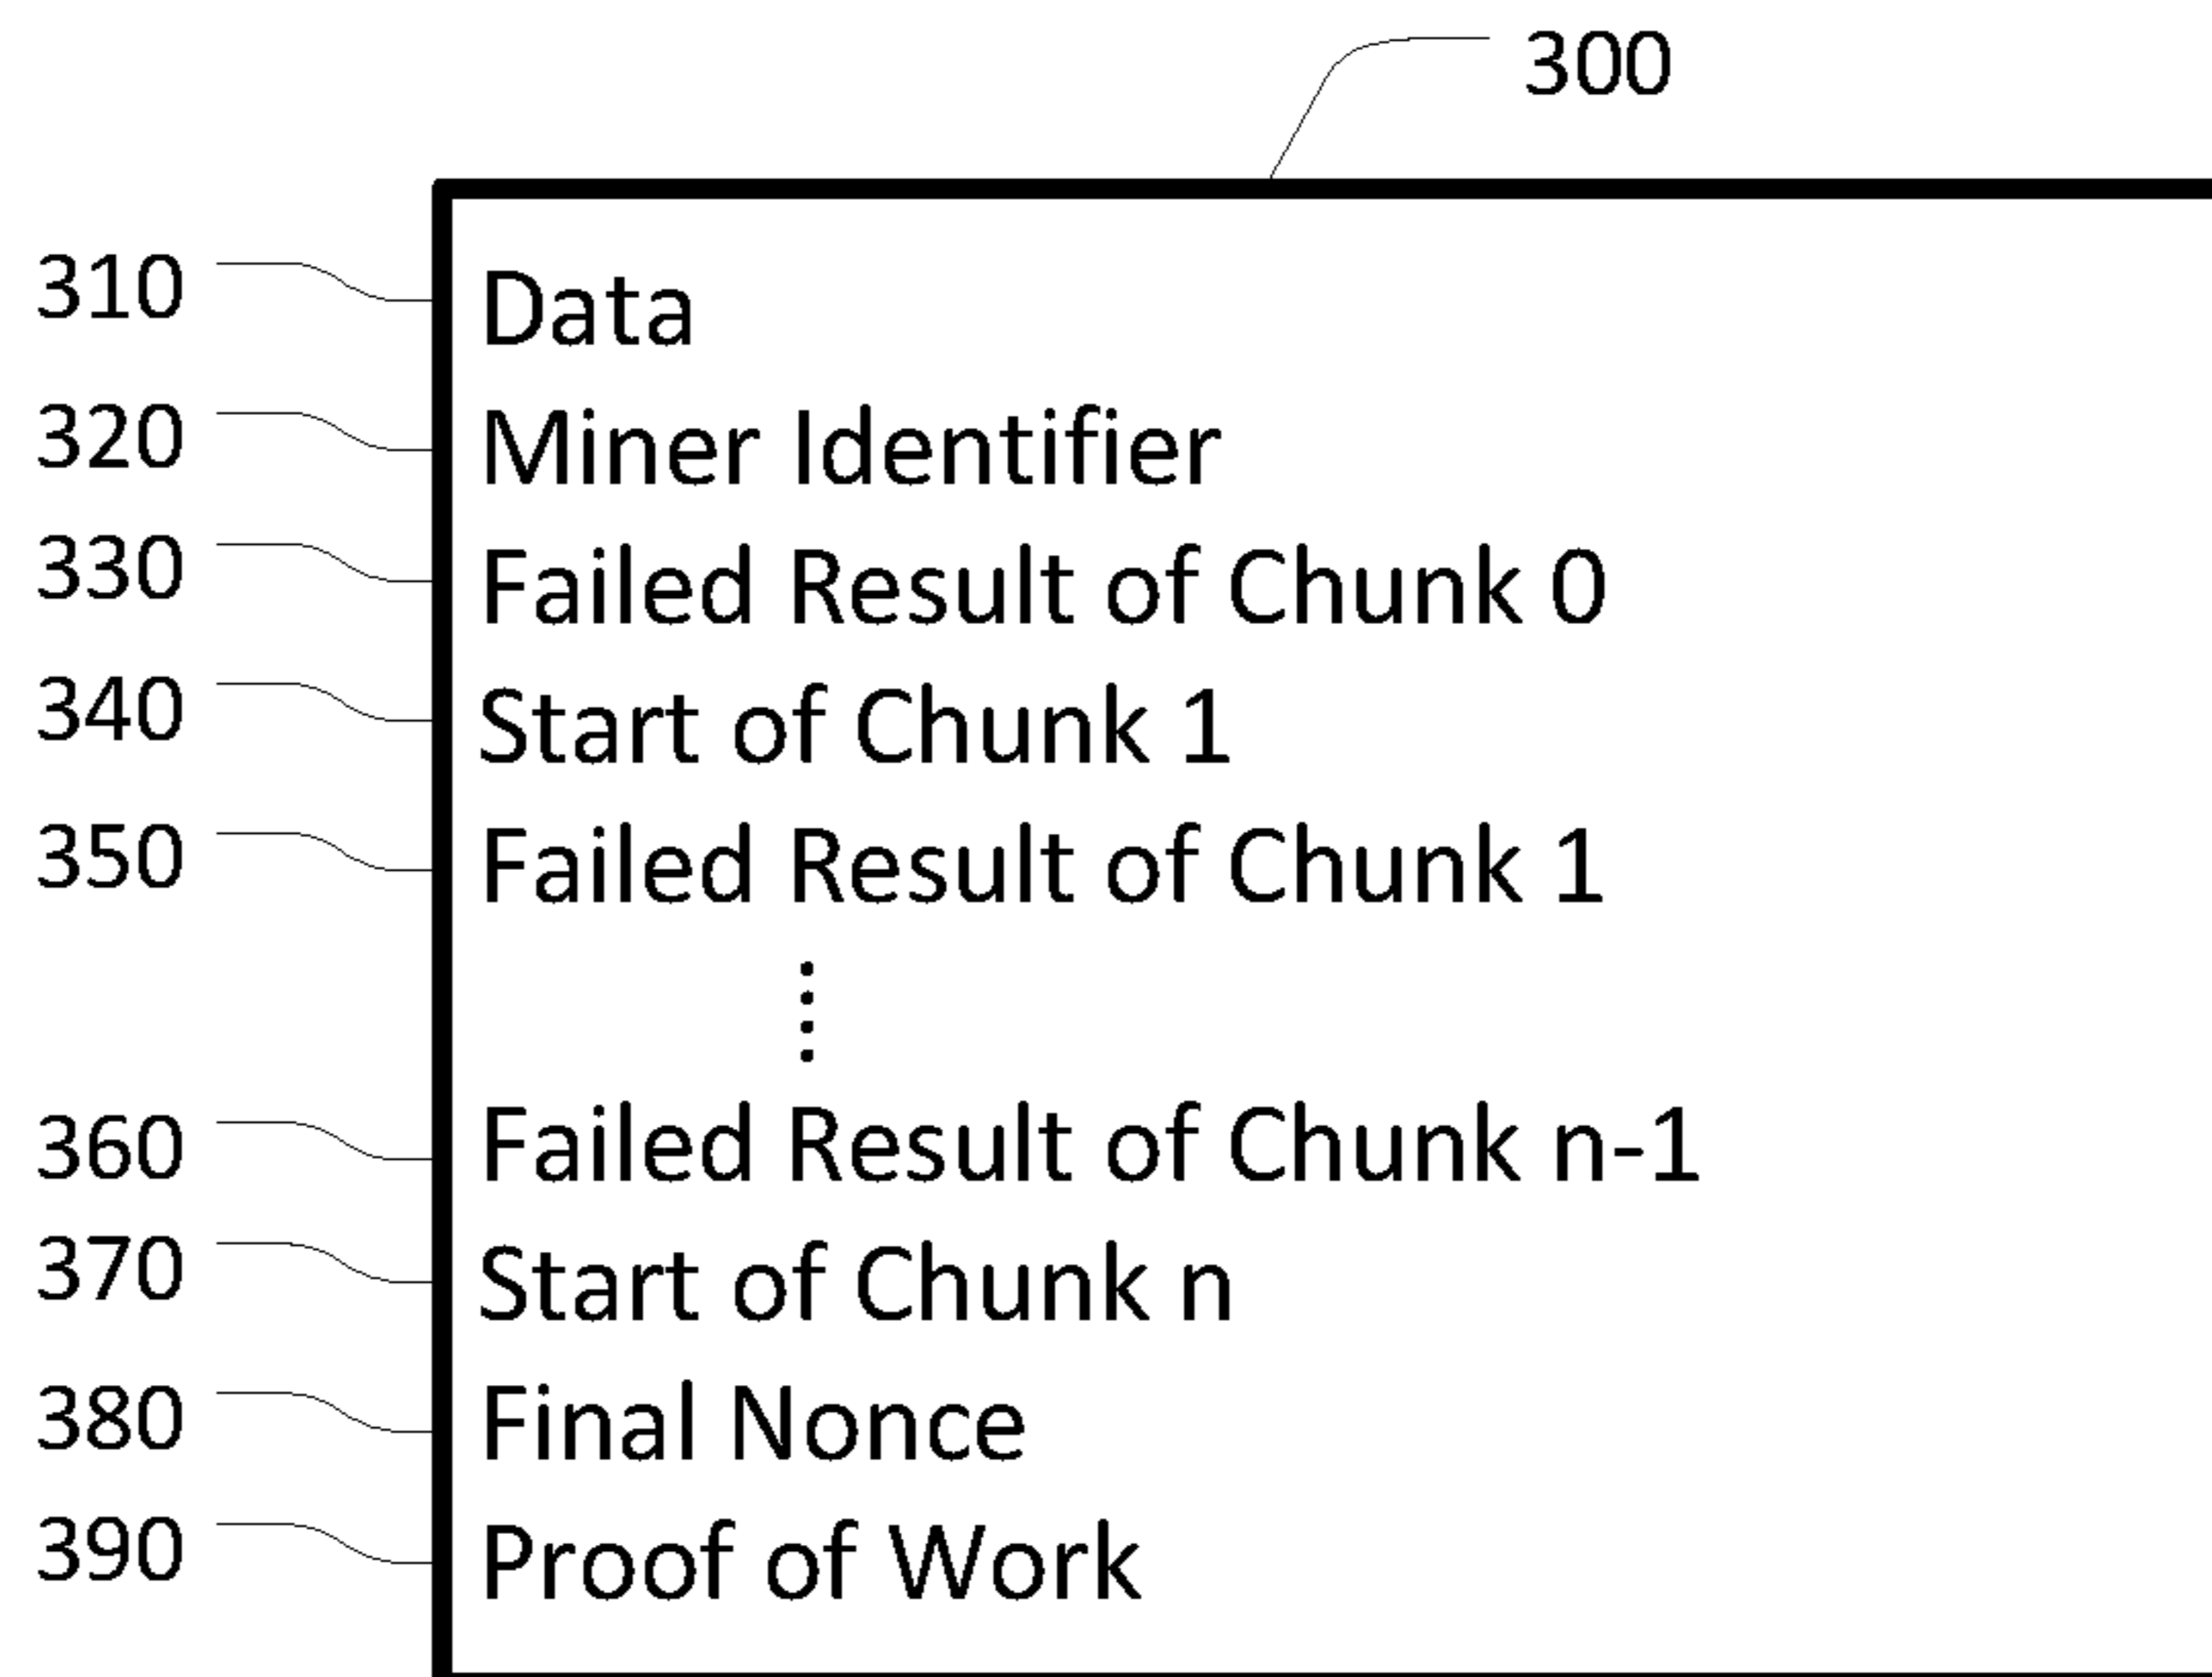 300
310 Data
320 Miner Identifier
330 Failed Result of Chunk 0
340 Start of Chunk 1
350 Failed Result of Chunk 1
360 Failed Result of Chunk n-1
370 Start of Chunk n
380 Final Nonce
390 Proof of Work